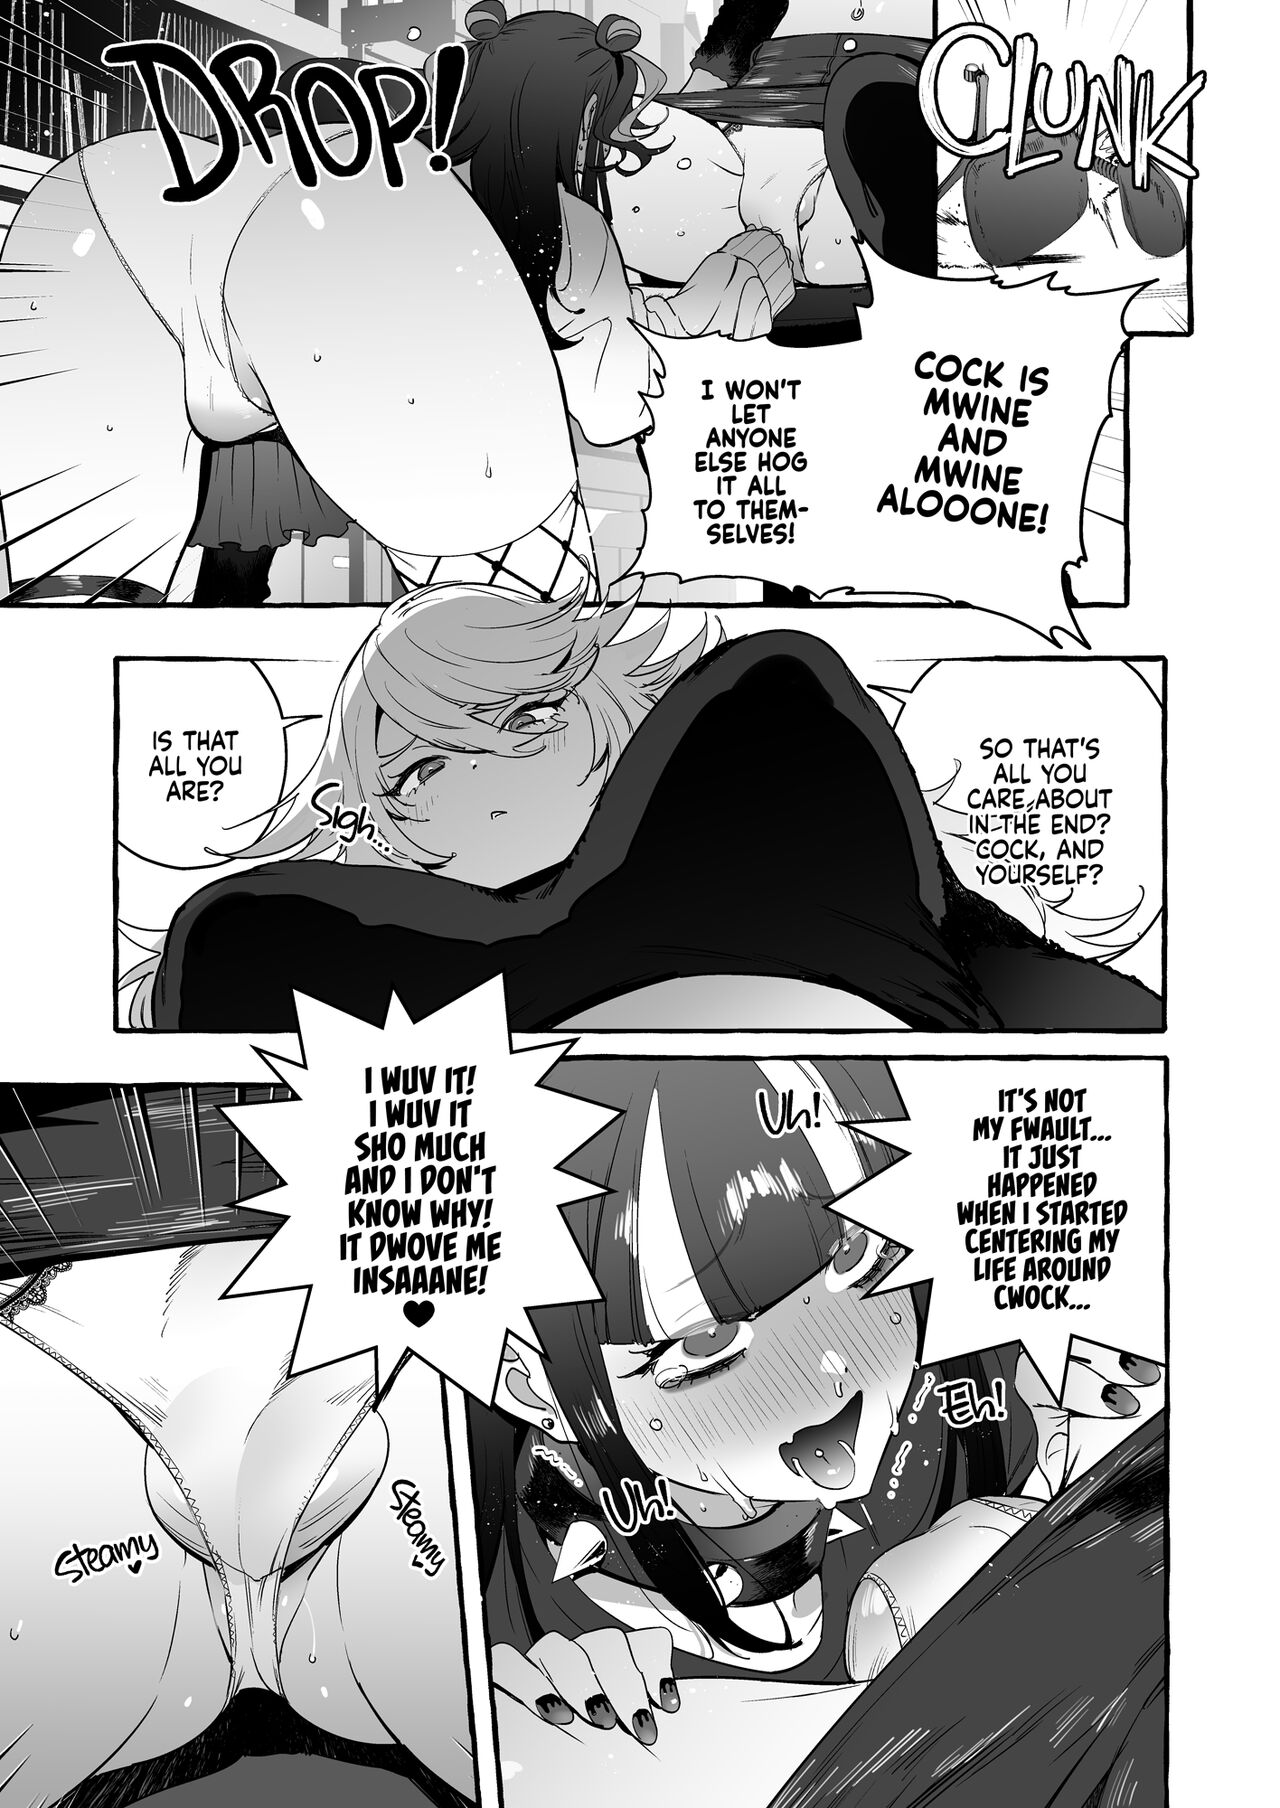 CLUNK
DROP!
COCK IS
MWINE
AND
MWINE
ALOOONE!
I WON'T
LET
ANYONE
ELSE HOG
IT ALL
TO THEM-
SELVES!
SO THAT'S
ALL YOU
CARE ABOUT
IN THE END?
COCK, AND
YOURSELF?
Sigh...
IS THAT
ALL YOU
ARE?
IT'S NOT
MY FWAULT...
IT JUST
HAPPENED
WHEN I STARTED
CENTERING MY
LIFE AROUND
CWOCK...
Uh!
Eh!
Uh!
I WUV IT!
I WUV IT
SHO MUCH
AND I DON'T
KNOW WHY!
IT DWOVE ME
INSAAANE!
♥
Steamy♥
Steamy♥